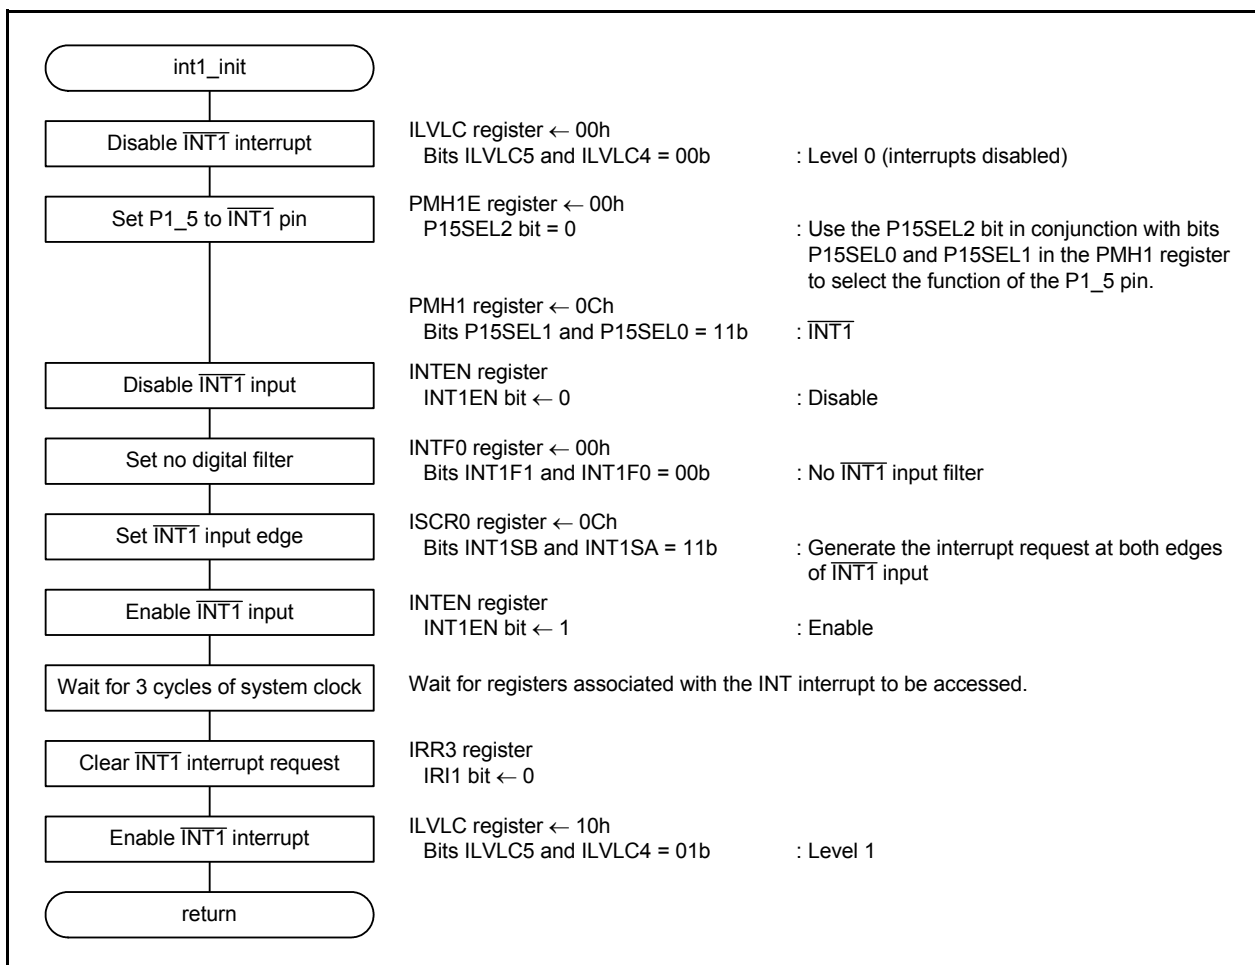 int1_init
Disable INT1 interrupt
ILVLC register ← 00h
Bits ILVLC5 and ILVLC4 = 00b : Level 0 (interrupts disabled)
Set P1_5 to INT1 pin
PMH1E register ← 00h
P15SEL2 bit = 0 : Use the P15SEL2 bit in conjunction with bits
P15SEL0 and P15SEL1 in the PMH1 register
to select the function of the P1_5 pin.
PMH1 register ← 0Ch
Bits P15SEL1 and P15SEL0 = 11b : INT1
Disable INT1 input
INTEN register
INT1EN bit ← 0 : Disable
Set no digital filter
INTF0 register ← 00h
Bits INT1F1 and INT1F0 = 00b : No INT1 input filter
Set INT1 input edge
ISCR0 register ← 0Ch
Bits INT1SB and INT1SA = 11b : Generate the interrupt request at both edges
of INT1 input
Enable INT1 input
INTEN register
INT1EN bit ← 1 : Enable
Wait for 3 cycles of system clock
Wait for registers associated with the INT interrupt to be accessed.
Clear INT1 interrupt request
IRR3 register
IRI1 bit ← 0
Enable INT1 interrupt
ILVLC register ← 10h
Bits ILVLC5 and ILVLC4 = 01b : Level 1
return